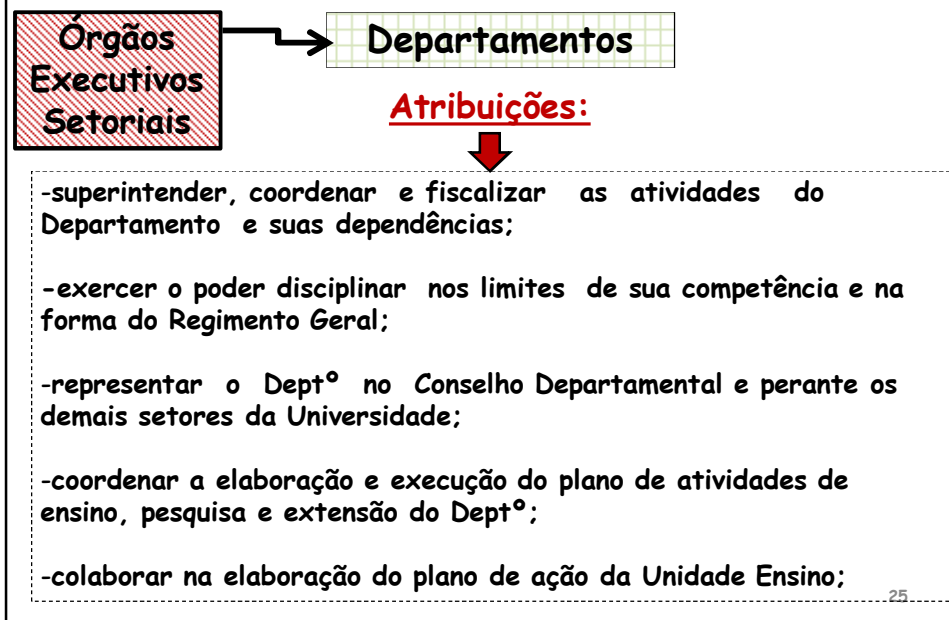 Órgãos
Executivos
Setoriais
Departamentos
Atribuições:
-superintender, coordenar e fiscalizar as atividades do
Departamento e suas dependências;
-exercer o poder disciplinar nos limites de sua competência e na
forma do Regimento Geral;
-representar o Deptº no Conselho Departamental e perante os
demais setores da Universidade;
-coordenar a elaboração e execução do plano de atividades de
ensino, pesquisa e extensão do Deptº;
-colaborar na elaboração do plano de ação da Unidade Ensino;
25